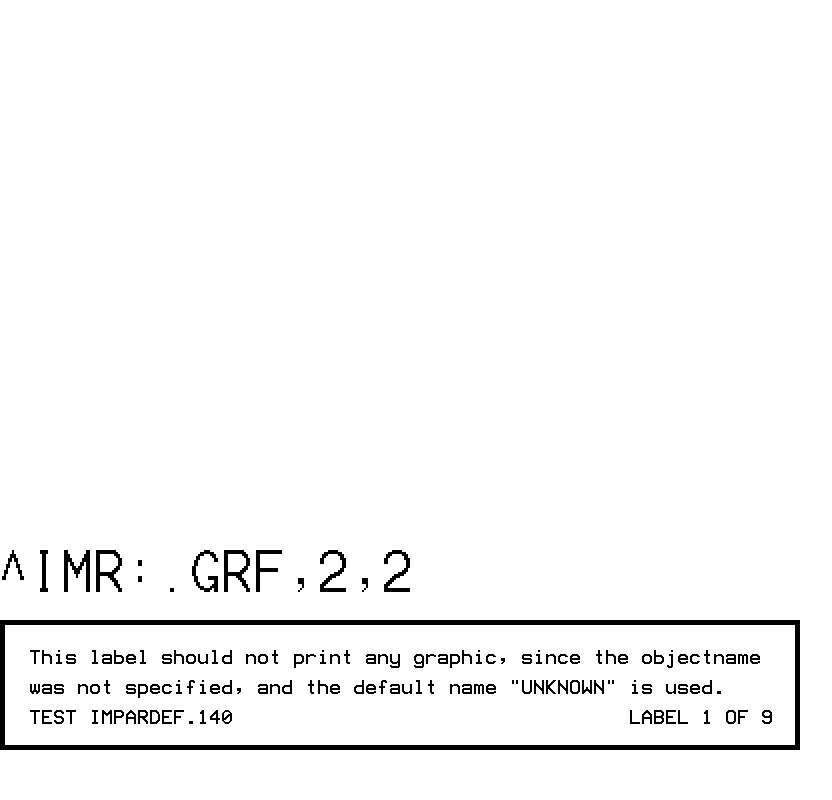 ^IMR: .GRF,2,2
This label should not print any graphic, since the objectname
was not specified, and the default name "UNKNOWN" is used.
TEST IMPARDEF.140 LABEL 1 OF 9